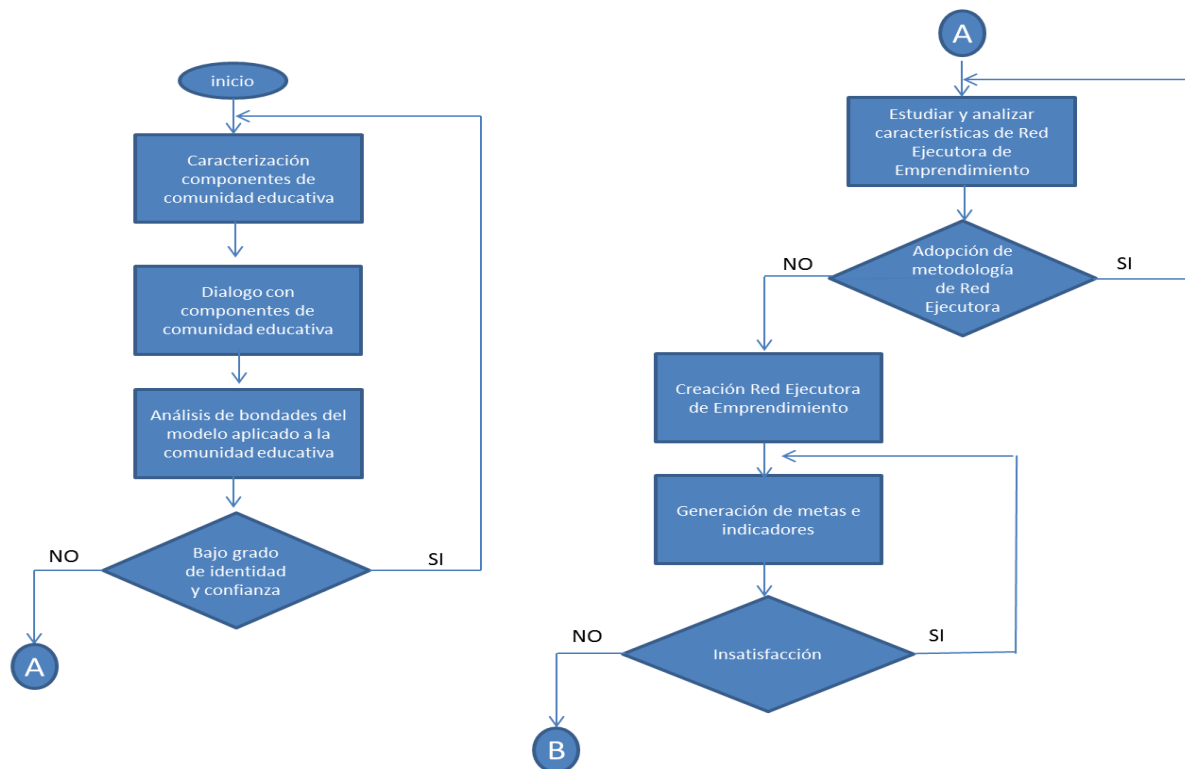 inicio
Caracterización
componentes de
comunidad educativa
Dialogo con
componentes de
comunidad educativa
Análisis de bondades del
modelo aplicado a la
comunidad educativa
Bajo grado
de identidad
y confianza
NO
SI
A
A
Estudiar y analizar
características de Red
Ejecutora de
Emprendimiento
Adopción de
metodología
de Red
Ejecutora
NO
SI
Creación Red Ejecutora
de Emprendimiento
Generación de metas e
indicadores
Insatisfacción
NO
SI
B